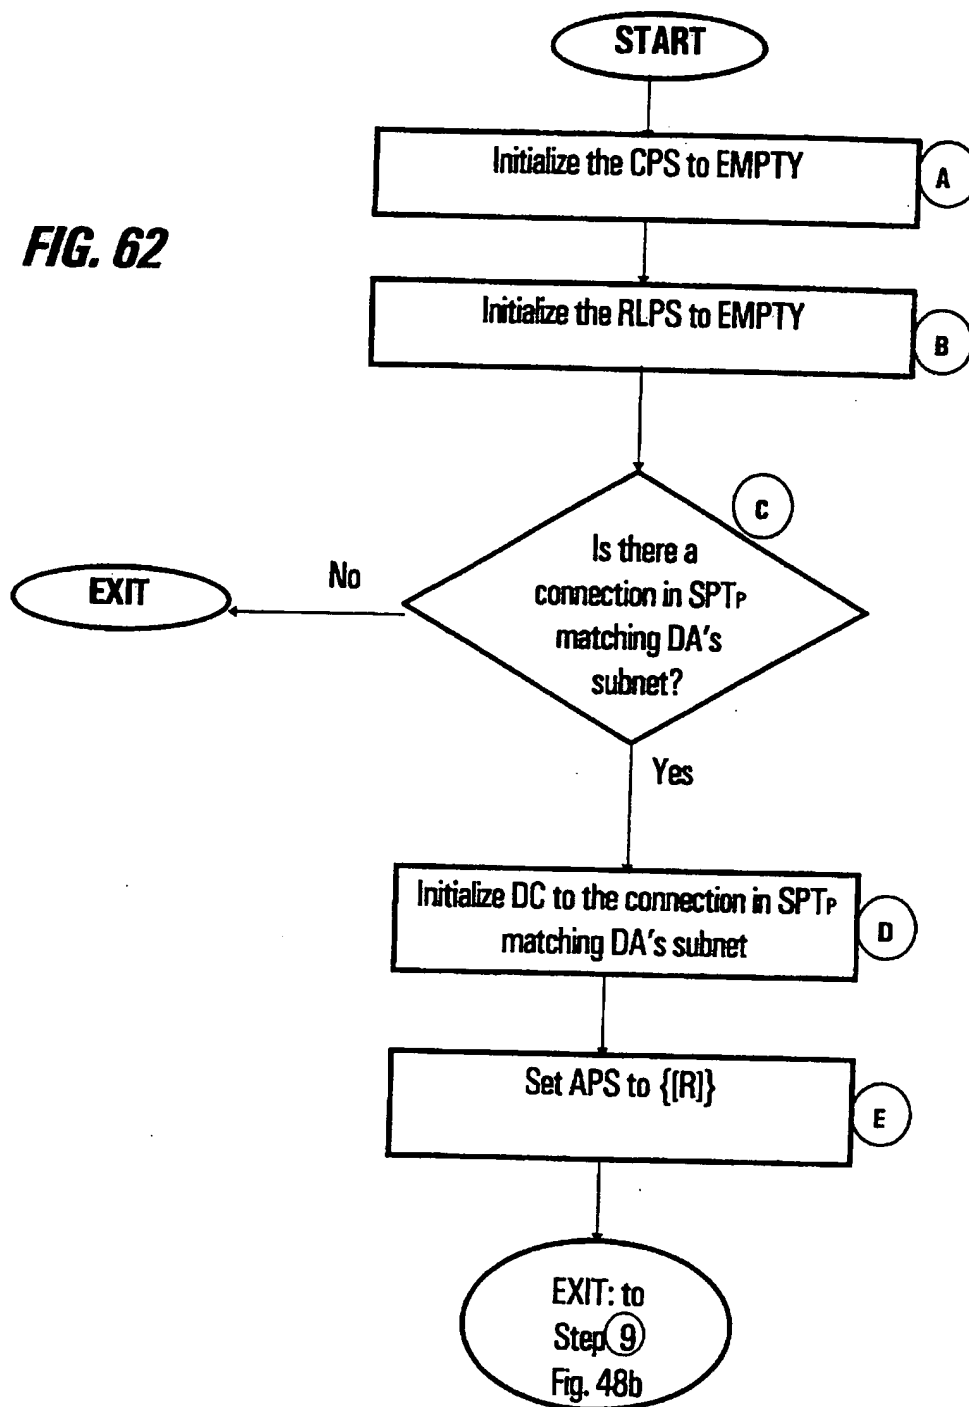 START
Initialize the CPS to EMPTY
A
FIG. 62
Initialize the RLPS to EMPTY
B
C
Is there a
connection in SPTP
matching DA's
subnet?
No
EXIT
Yes
Initialize DC to the connection in SPTP
matching DA's subnet
D
Set APS to {[R]}
E
EXIT: to
Step 9
Fig. 48b